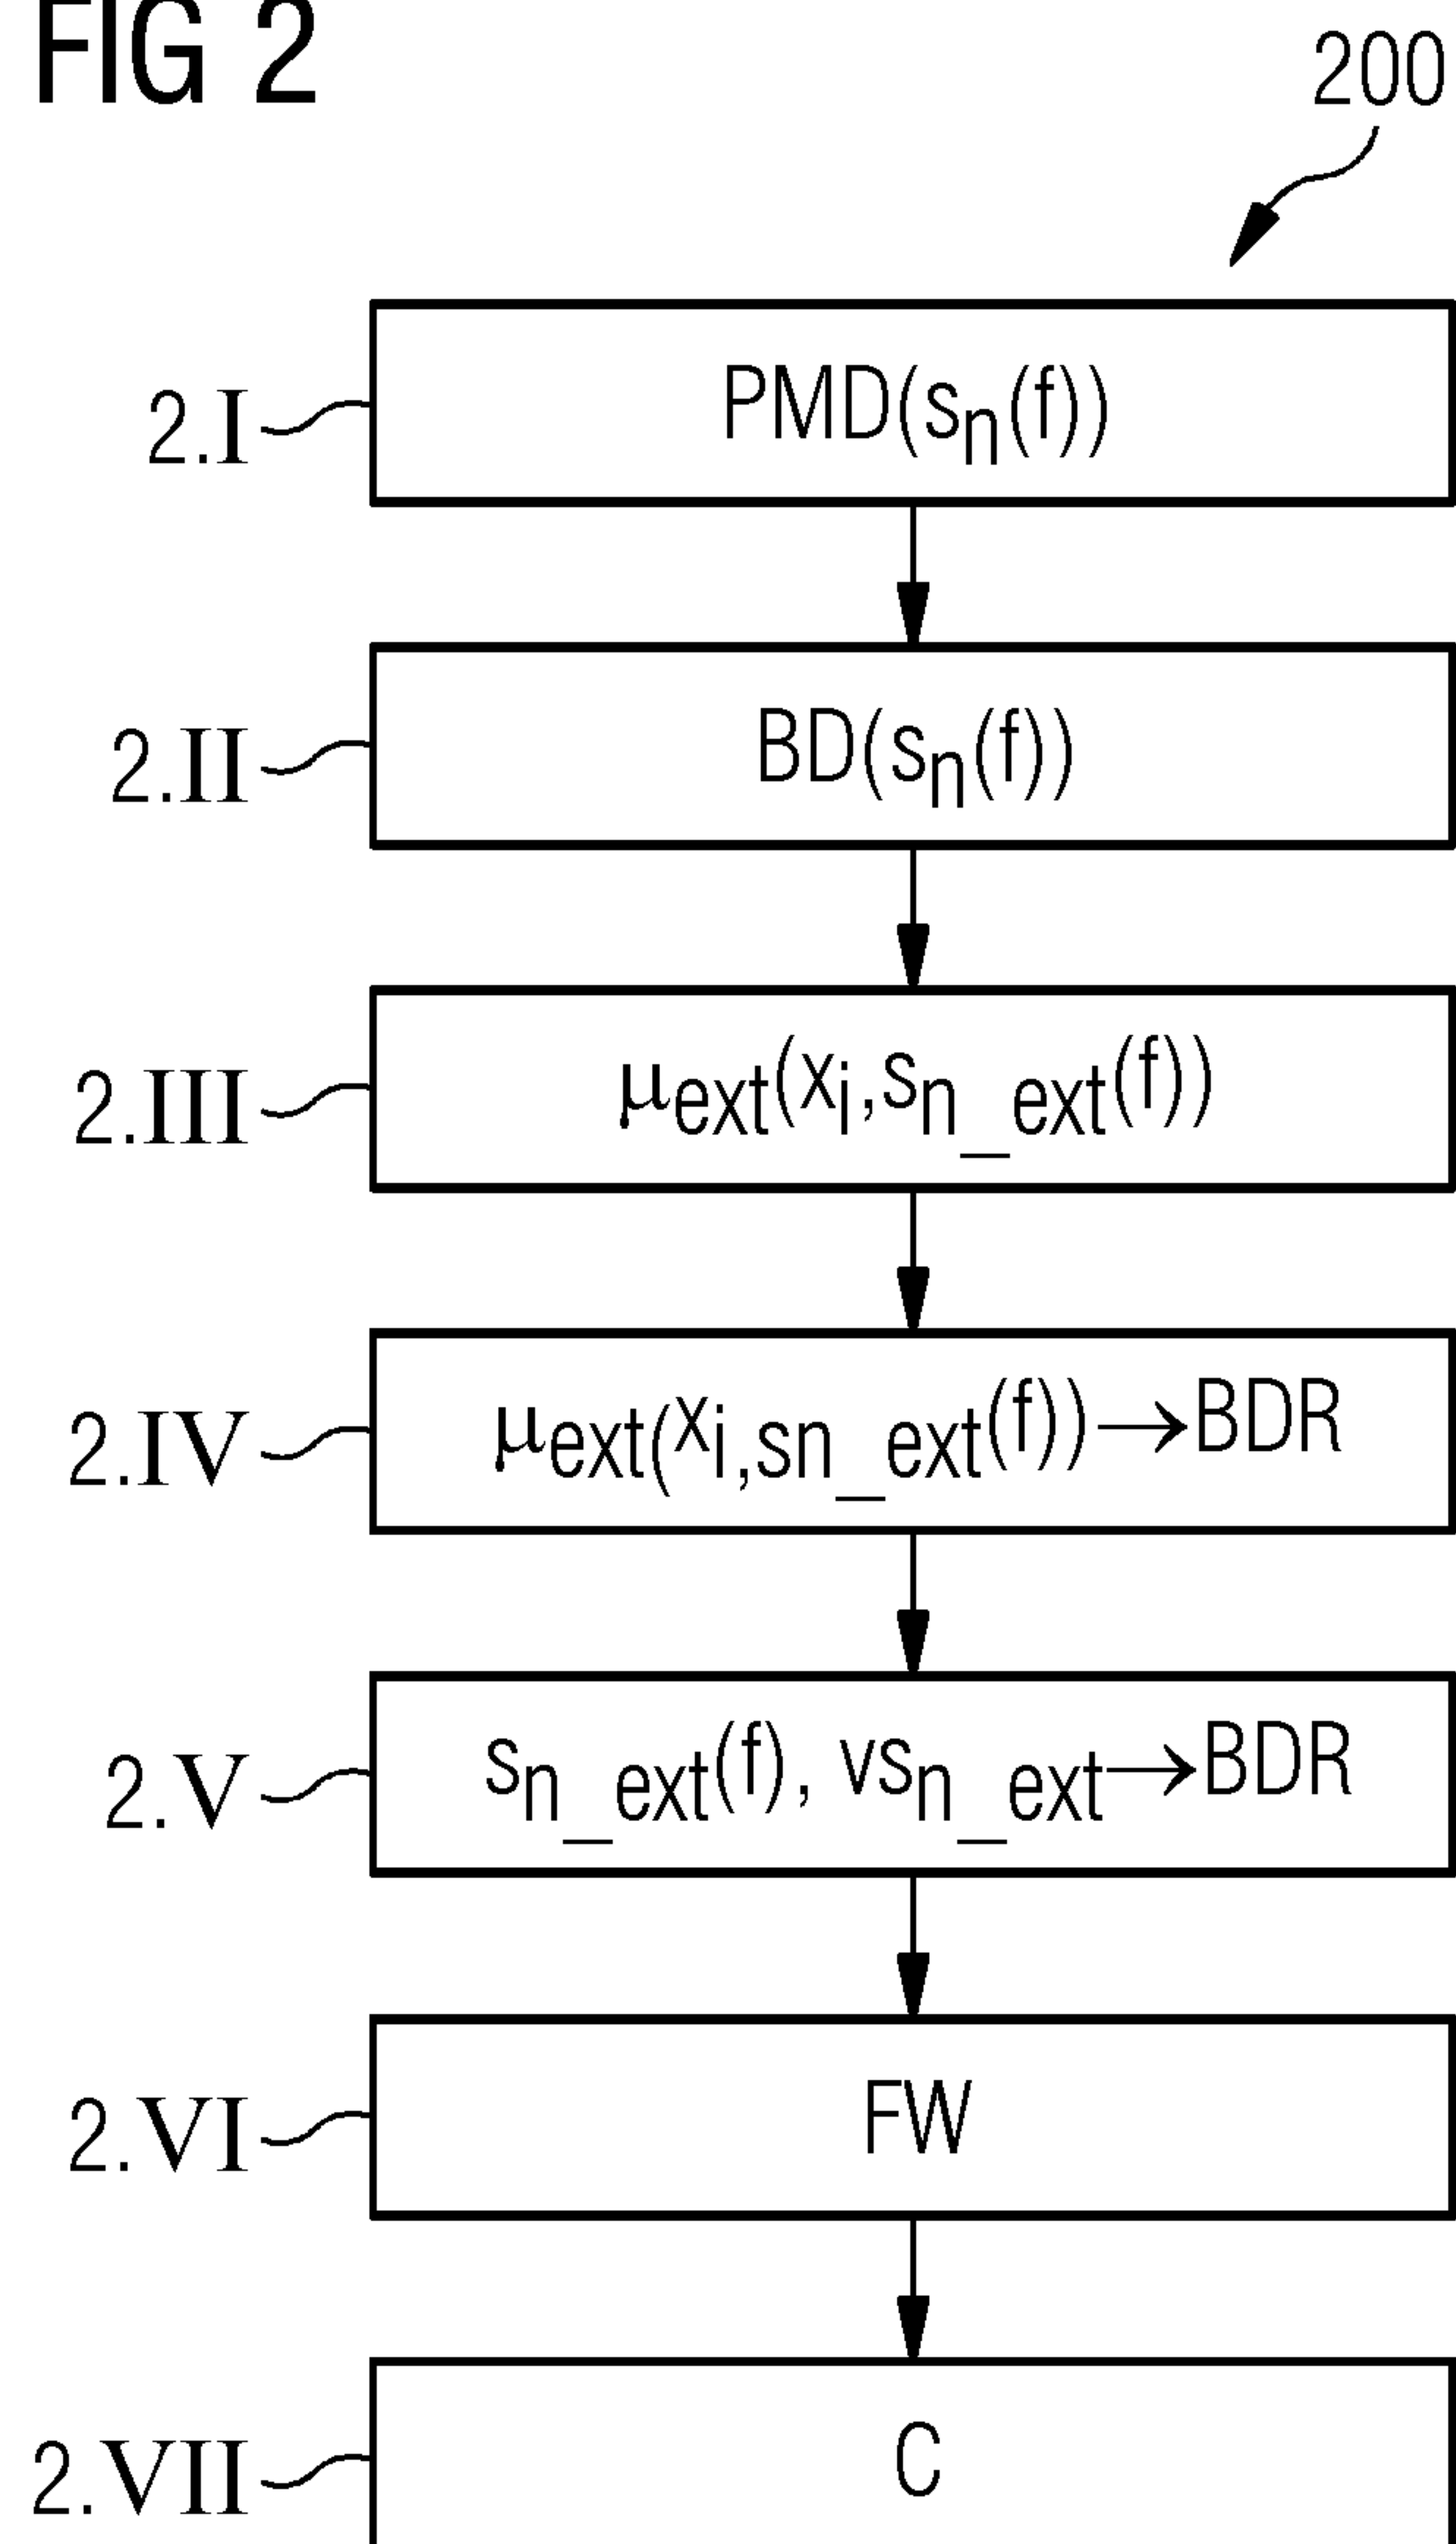 FIG 2
200
2.I
PMD(sn(f))
2.II
BD(sn(f))
2.III
μext(xi,sn_ext(f))
2.IV
μext(xi,sn_ext(f))→BDR
2.V
sn_ext(f), vsn_ext→BDR
2.VI
FW
2.VII
C